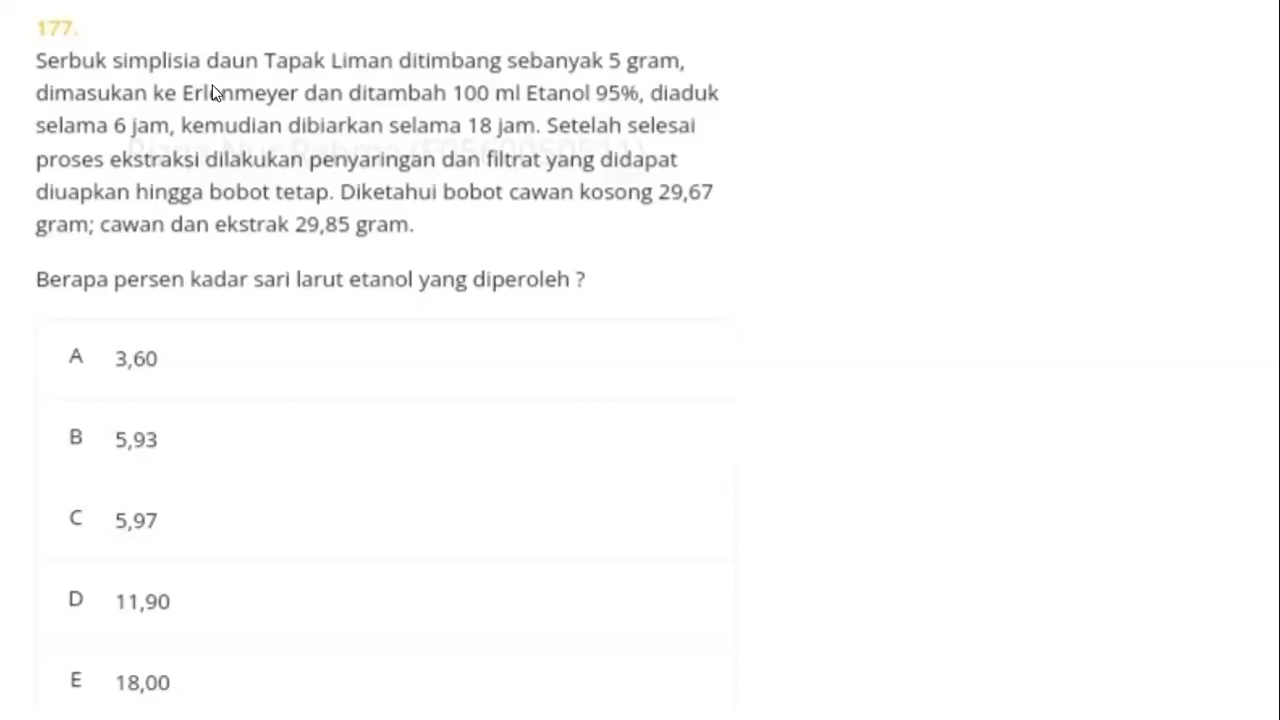 177.
Serbuk simplisia daun Tapak Liman ditimbang sebanyak 5 gram,
dimasukan ke Erlenmeyer dan ditambah 100 ml Etanol 95%, diaduk
selama 6 jam, kemudian dibiarkan selama 18 jam. Setelah selesai
proses ekstraksi dilakukan penyaringan dan filtrat yang didapat
diuapkan hingga bobot tetap. Diketahui bobot cawan kosong 29,67
gram; cawan dan ekstrak 29,85 gram.
Berapa persen kadar sari larut etanol yang diperoleh ?
A 3,60
B 5,93
C 5,97
D 11,90
E 18,00